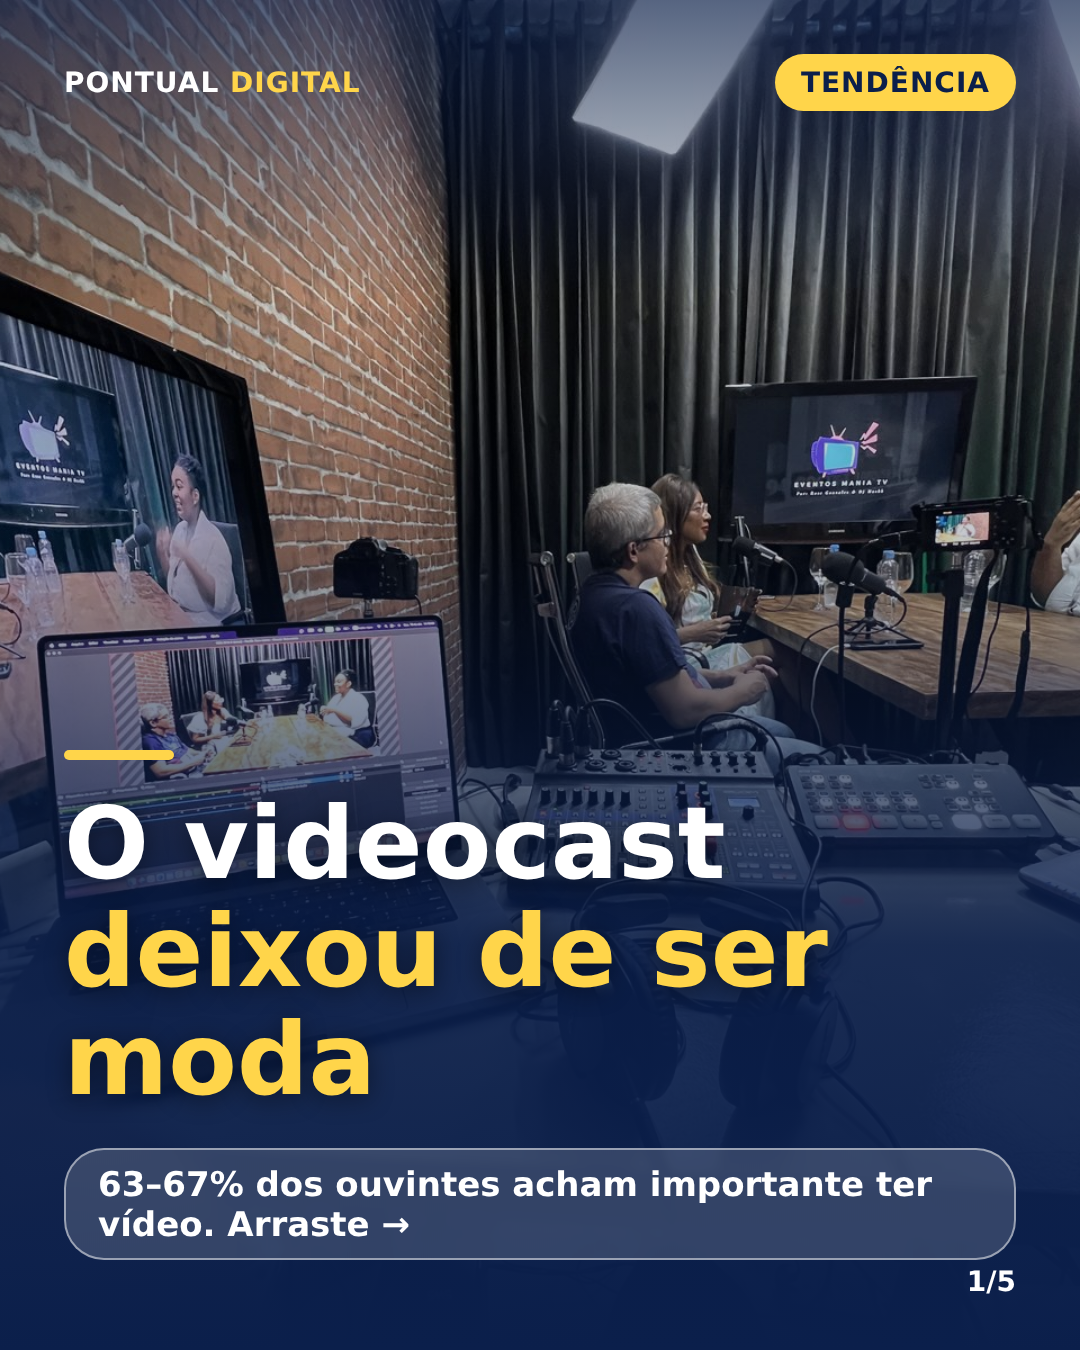 PONTUAL DIGITAL
TENDÊNCIA
EVENTOS MANIA TV
EVENTOS MANIA TV
O videocast
deixou de ser
moda
63–67% dos ouvintes acham importante ter
vídeo. Arraste →
1/5